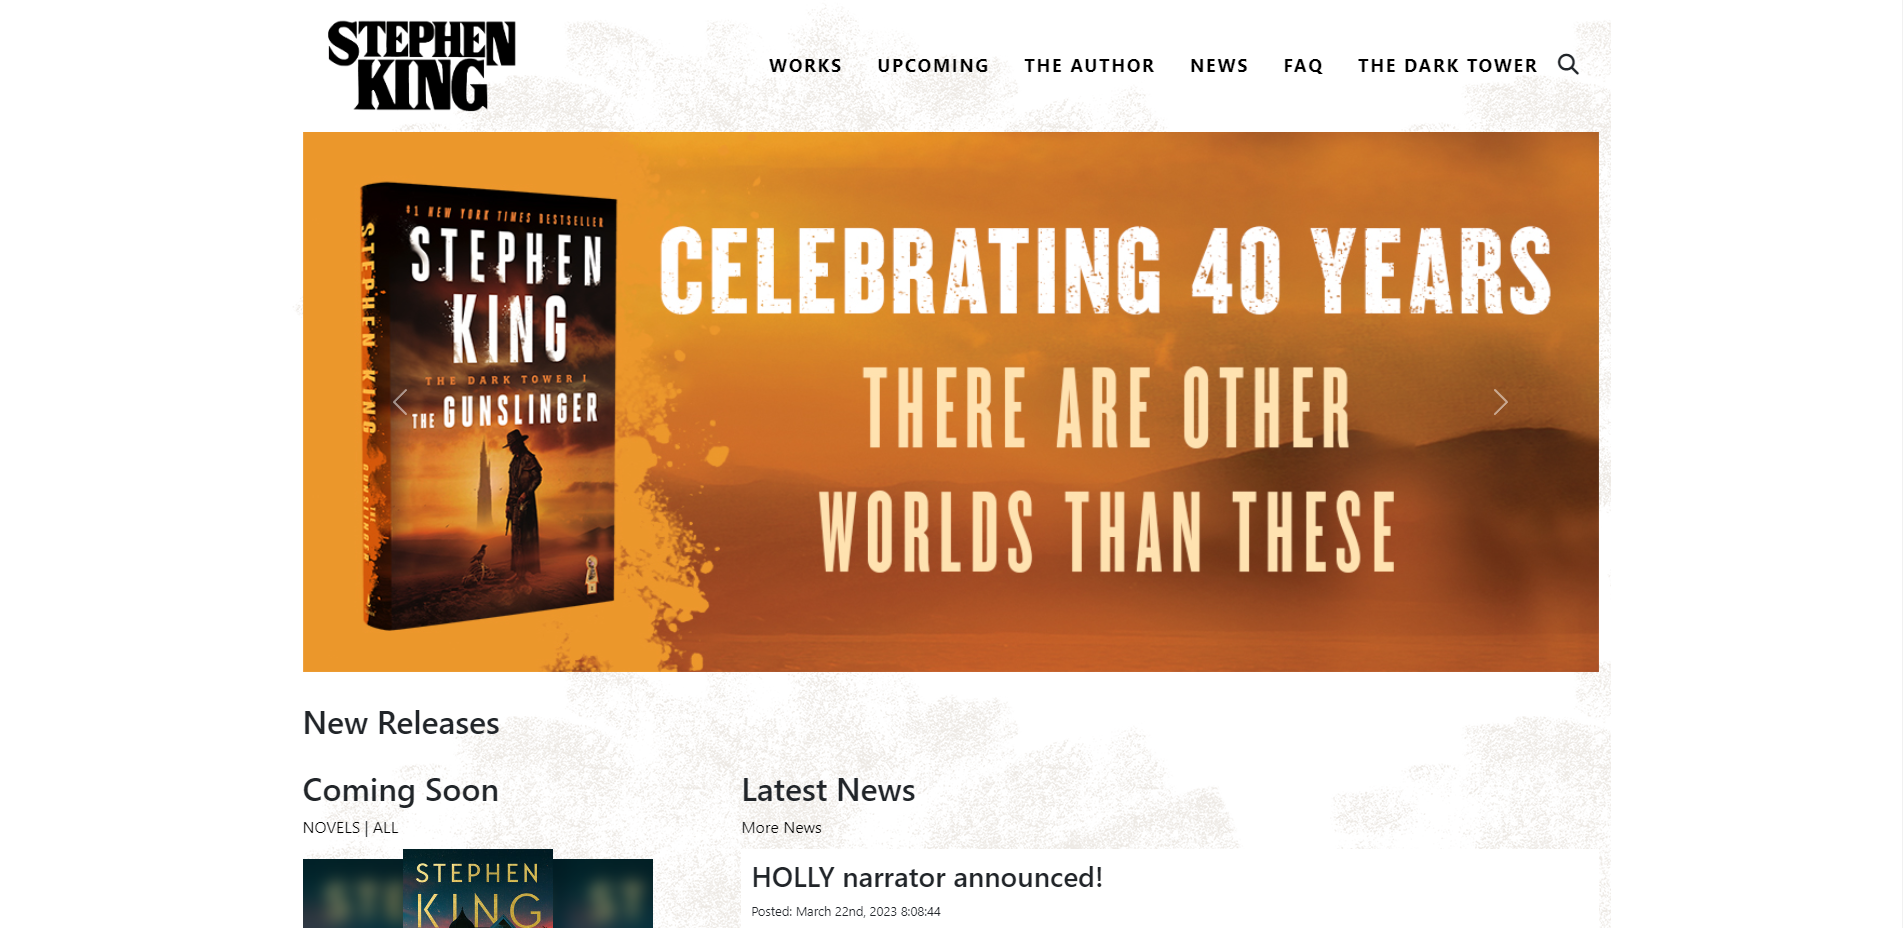 STEPHEN
KING
WORKS
UPCOMING
THE AUTHOR
NEWS
FAQ
THE DARK TOWER
STEPHEN KING
THE
GUNSLINGER
#1 NEW YORK TIMES BESTSELLER
STEPHEN
KING
THE DARK TOWER I
THE GUNSLINGER
CELEBRATING 40 YEARS
THERE ARE OTHER
WORLDS THAN THESE
New Releases
Coming Soon
NOVELS | ALL
STEPHEN
KING
Latest News
More News
HOLLY narrator announced!
Posted: March 22nd, 2023 8:08:44